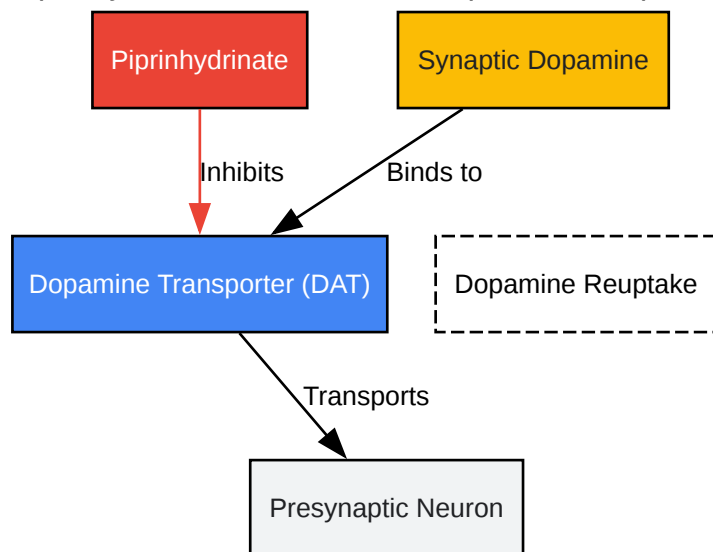 Piprinhydrinate
Synaptic Dopamine
Inhibits
Binds to
Dopamine Transporter (DAT)
Dopamine Reuptake
Transports
Presynaptic Neuron